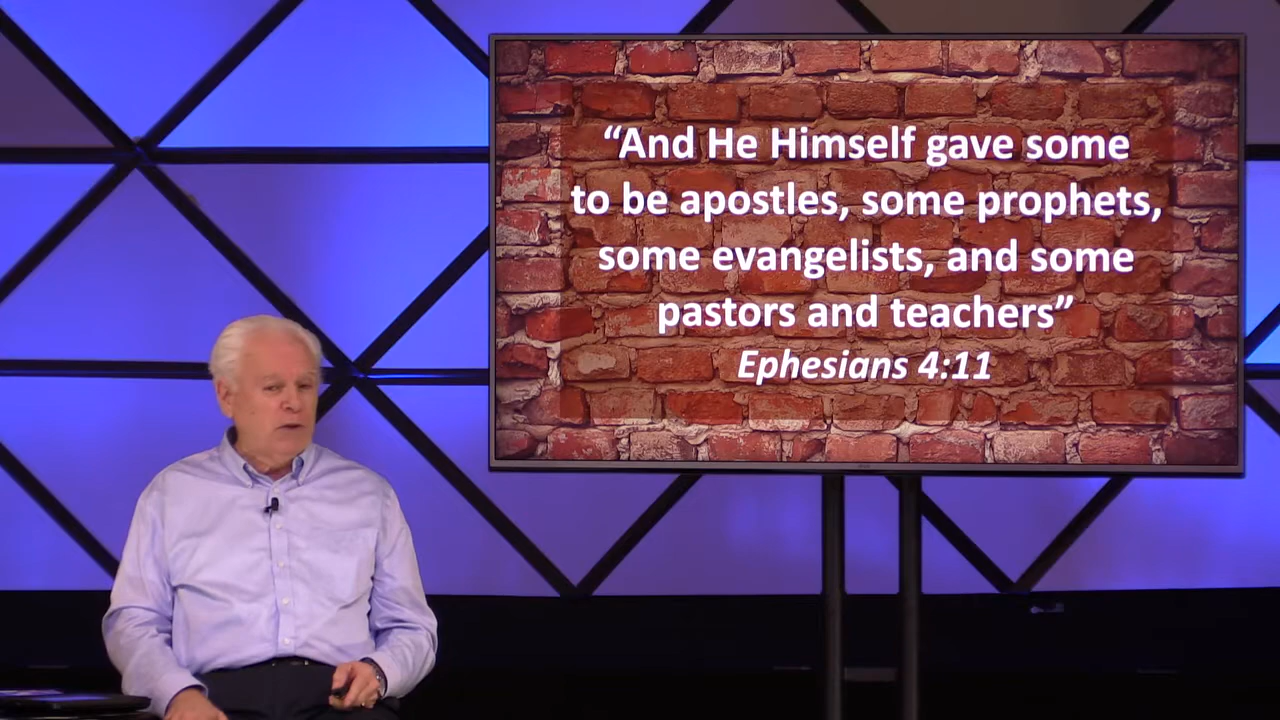 “And He Himself gave some
to be apostles, some prophets,
some evangelists, and some
pastors and teachers”
Ephesians 4:11